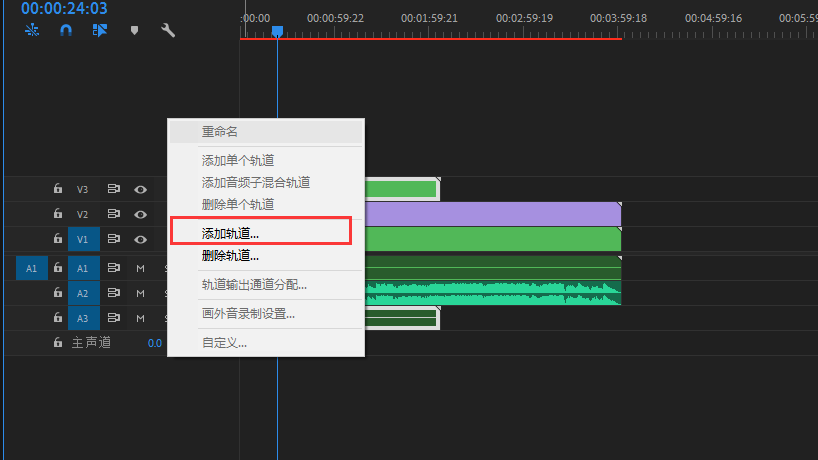 00:00:24:03
:00:00 00:00:59:22 00:01:59:21 00:02:59:19 00:03:59:18 00:04:59:16 00:05:59
重命名
添加单个轨道
添加音频子混合轨道
删除单个轨道
添加轨道...
删除轨道...
轨道输出通道分配...
画外音录制设置...
自定义...
V3
V2
V1
A1 A1 M S
A2 M S
A3 M
主声道 0.0